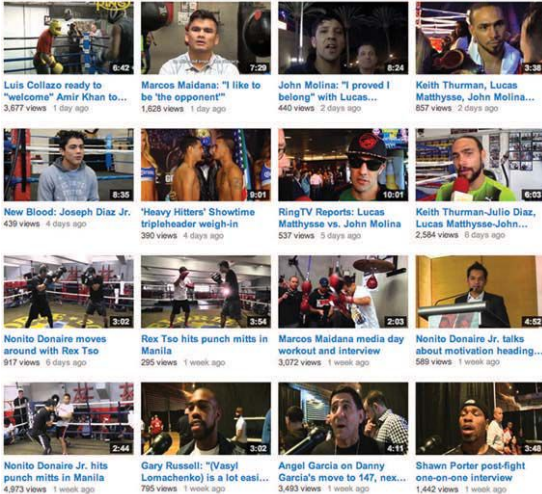 6:42
7:29
8:24
3:38
Luis Collazo ready to
"welcome" Amir Khan to...
3,677 views 1 day ago
Marcos Maidana: "I like to
be 'the opponent'"
1,628 views 1 day ago
John Molina: "I proved I
belong" with Lucas...
440 views 2 days ago
Keith Thurman, Lucas
Matthysse, John Molina...
857 views 2 days ago
8:35
9:01
10:01
6:03
New Blood: Joseph Diaz Jr.
439 views 4 days ago
'Heavy Hitters' Showtime
tripleheader weigh-in
390 views 4 days ago
RingTV Reports: Lucas
Matthysse vs. John Molina
537 views 5 days ago
Keith Thurman-Julio Diaz,
Lucas Matthysse-John...
2,584 views 8 days ago
3:02
3:54
2:03
4:52
Nonito Donaire moves
around with Rex Tso
917 views 6 days ago
Rex Tso hits punch mitts in
Manila
295 views 1 week ago
Marcos Maidana media day
workout and interview
3,072 views 1 week ago
Nonito Donaire Jr. talks
about motivation heading...
589 views 1 week ago
2:44
3:02
4:11
3:48
Nonito Donaire Jr. hits
punch mitts in Manila
4,973 views 1 week ago
Gary Russell: "(Vasyl
Lomachenko) is a lot easi...
795 views 1 week ago
Angel Garcia on Danny
Garcia's move to 147, nex...
3,493 views 1 week ago
Shawn Porter post-fight
one-on-one interview
1,442 views 1 week ago